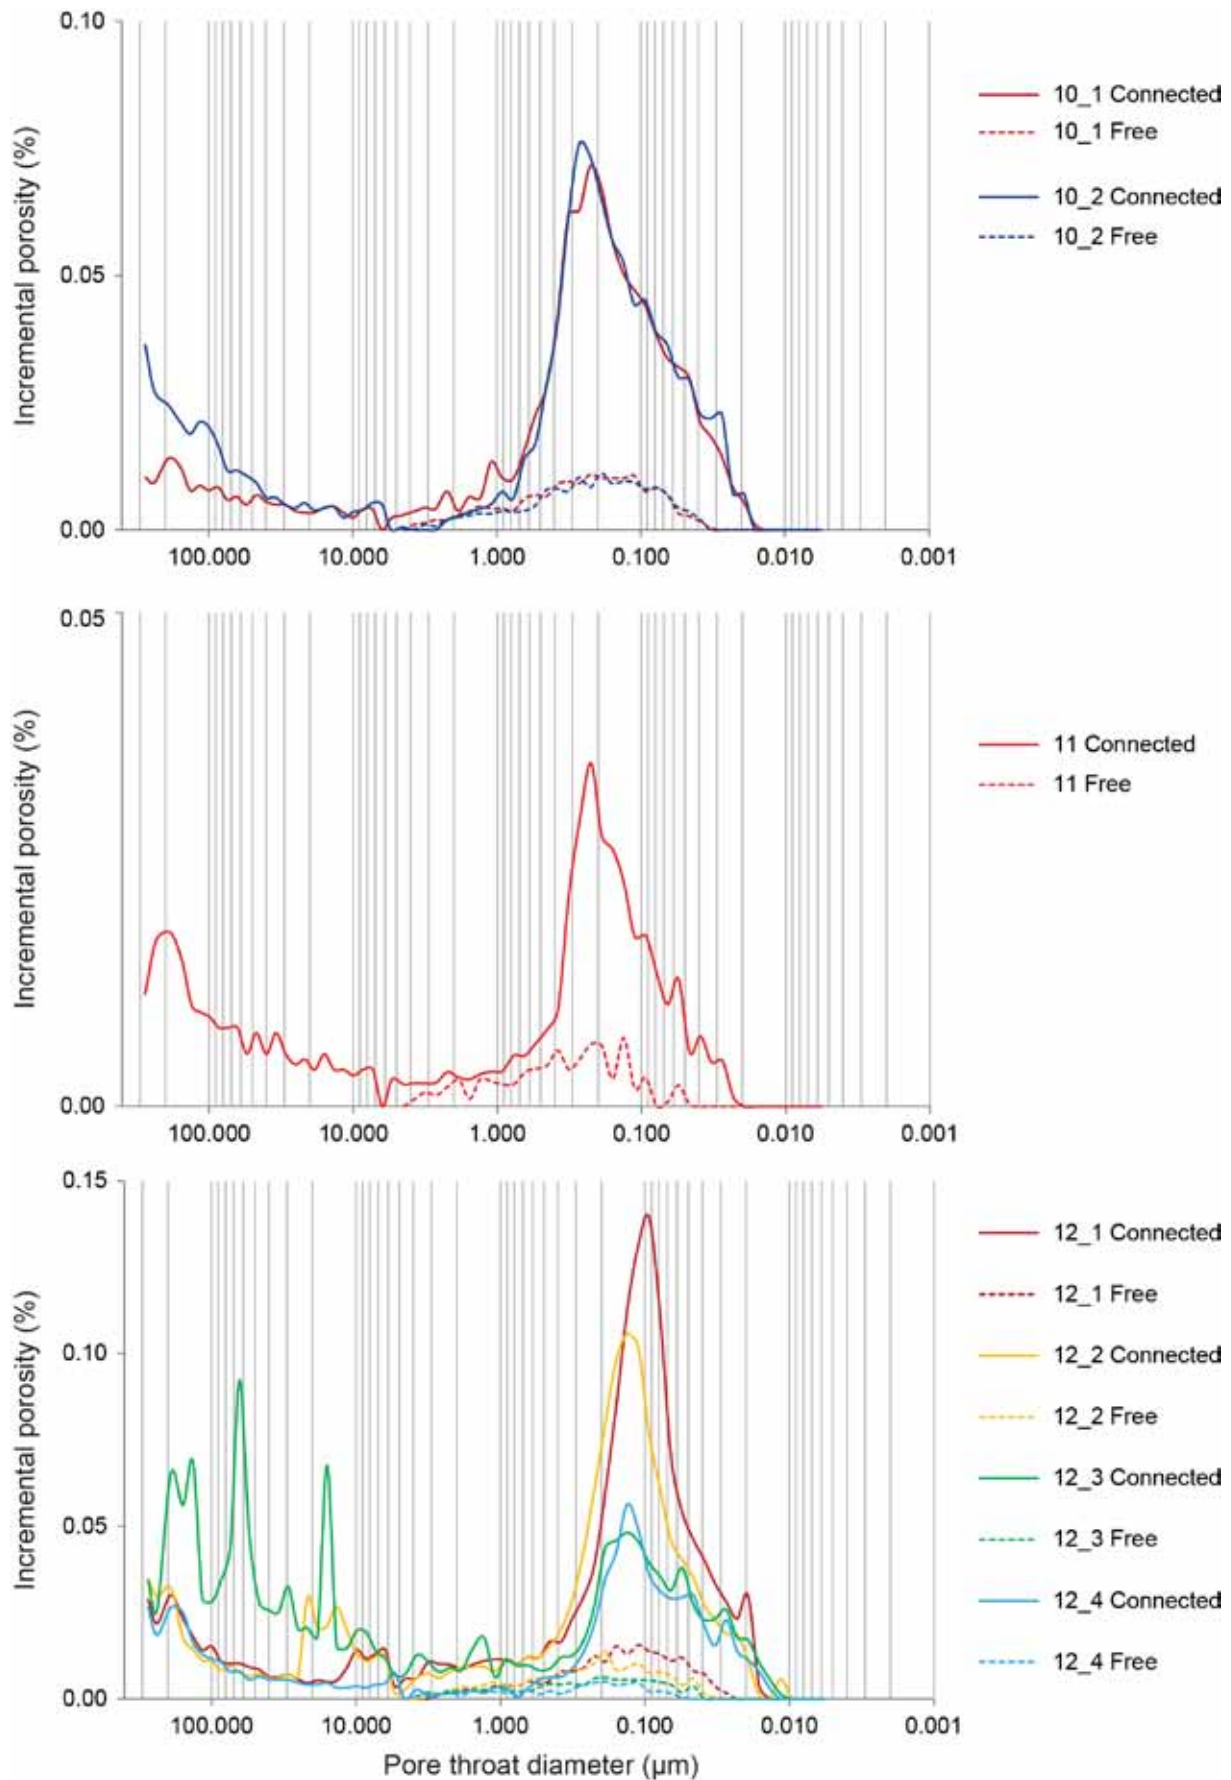 0.10
0.05
0.00
Incremental porosity (%)
100.000 10.000 1.000 0.100 0.010 0.001
10_1 Connected
10_1 Free
10_2 Connected
10_2 Free
0.05
0.00
Incremental porosity (%)
100.000 10.000 1.000 0.100 0.010 0.001
11 Connected
11 Free
0.15
0.10
0.05
0.00
Incremental porosity (%)
100.000 10.000 1.000 0.100 0.010 0.001
Pore throat diameter (µm)
12_1 Connected
12_1 Free
12_2 Connected
12_2 Free
12_3 Connected
12_3 Free
12_4 Connected
12_4 Free